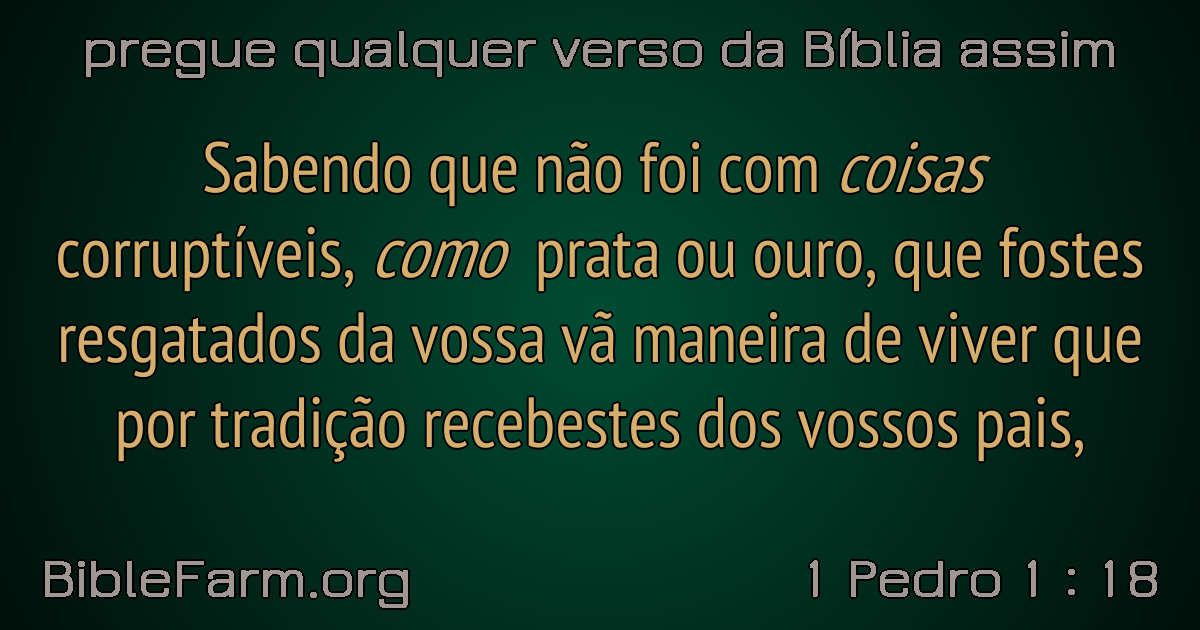 pregue qualquer verso da Bíblia assim
Sabendo que não foi com coisas
corruptíveis, como prata ou ouro, que fostes
resgatados da vossa vã maneira de viver que
por tradição recebestes dos vossos pais,
BibleFarm.org
1 Pedro 1 : 18